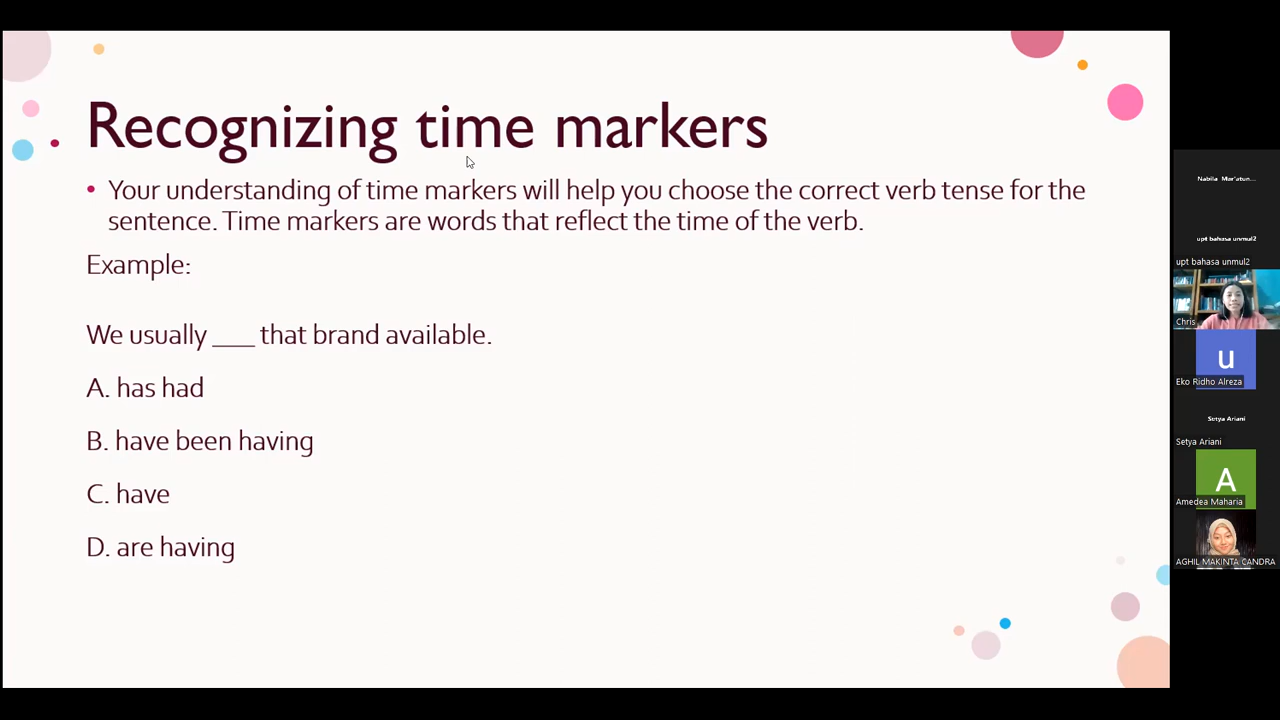 Recognizing time markers
• Your understanding of time markers will help you choose the correct verb tense for the
sentence. Time markers are words that reflect the time of the verb.
Example:
We usually ___ that brand available.
A. has had
B. have been having
C. have
D. are having
Nabila Mar'atun...
upt bahasa unmul2
upt bahasa unmul2
Chris
u
Eko Ridho Alreza
Setya Ariani
Setya Ariani
A
Amedea Maharia
AGHIL MAKINTA CANDRA